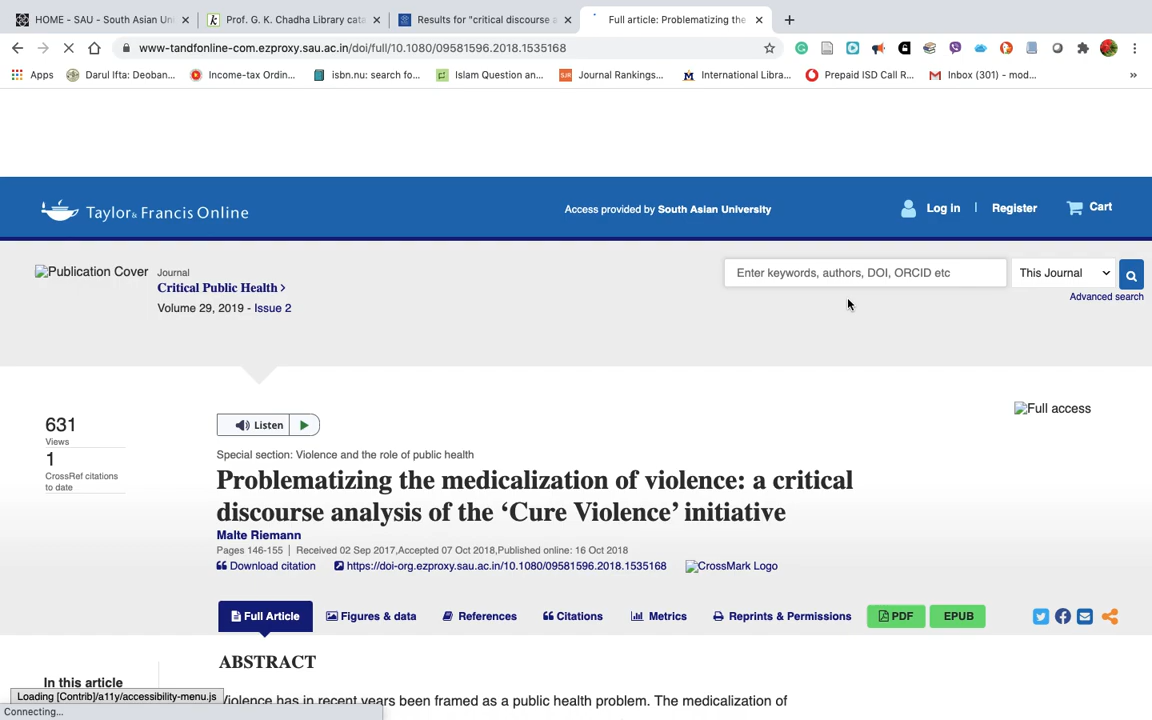 HOME - SAU - South Asian Un
Prof. G. K. Chadha Library cata
Results for "critical discourse a
Full article: Problematizing the
www-tandfonline-com.ezproxy.sau.ac.in/doi/full/10.1080/09581596.2018.1535168
Apps
Darul Ifta: Deoban...
Income-tax Ordin...
isbn.nu: search fo...
Islam Question an...
SJR
Journal Rankings...
International Libra...
Prepaid ISD Call R...
Inbox (301) - mod...
»
Taylor & Francis Online
Access provided by South Asian University
Log in | Register
Cart
Publication Cover
Journal
Critical Public Health >
Volume 29, 2019 - Issue 2
Enter keywords, authors, DOI, ORCID etc
This Journal
Advanced search
631
Views
1
CrossRef citations
to date
Listen
Full access
Special section: Violence and the role of public health
Problematizing the medicalization of violence: a critical
discourse analysis of the ‘Cure Violence’ initiative
Malte Riemann
Pages 146-155 | Received 02 Sep 2017,Accepted 07 Oct 2018,Published online: 16 Oct 2018
Download citation
https://doi-org.ezproxy.sau.ac.in/10.1080/09581596.2018.1535168
CrossMark Logo
Full Article
Figures & data
References
Citations
Metrics
Reprints & Permissions
PDF
EPUB
In this article
ABSTRACT
Violence has in recent years been framed as a public health problem. The medicalization of
Loading [Contrib]/a11y/accessibility-menu.js
Connecting...